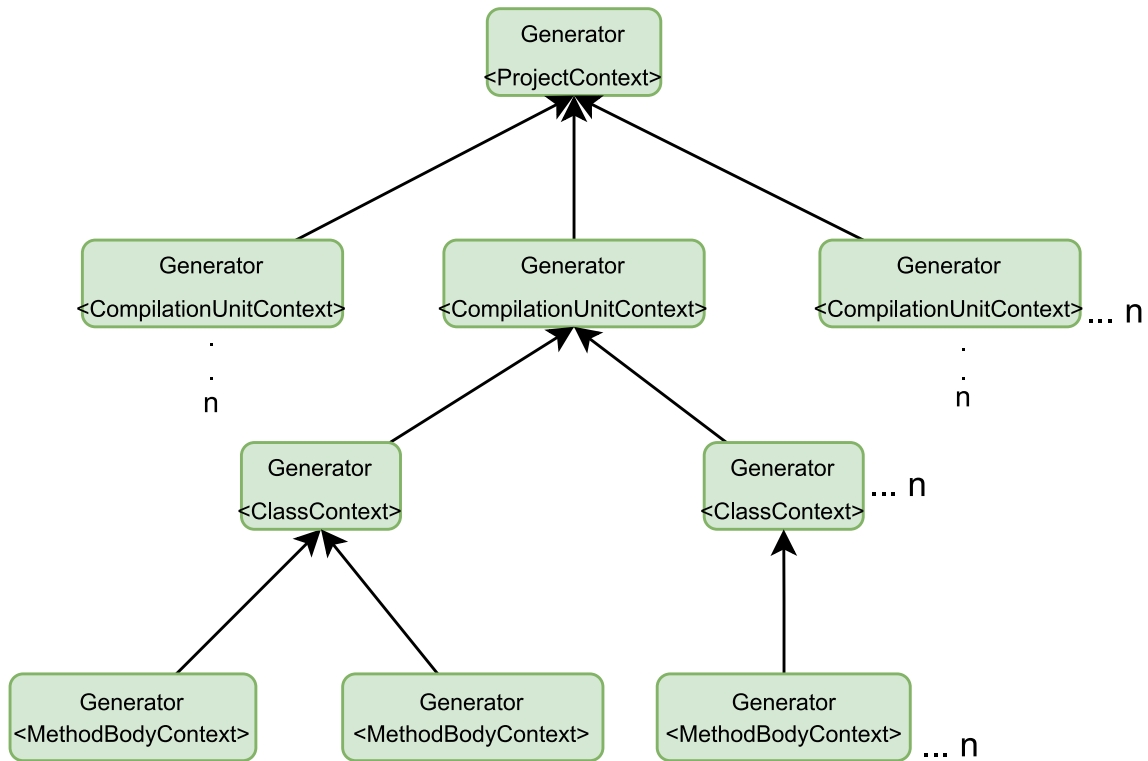 Generator
<ProjectContext>
Generator
<CompilationUnitContext>
Generator
<CompilationUnitContext>
Generator
<CompilationUnitContext>
... n
.
.
n
.
.
n
Generator
<ClassContext>
Generator
<ClassContext>
... n
Generator
<MethodBodyContext>
Generator
<MethodBodyContext>
Generator
<MethodBodyContext>
... n